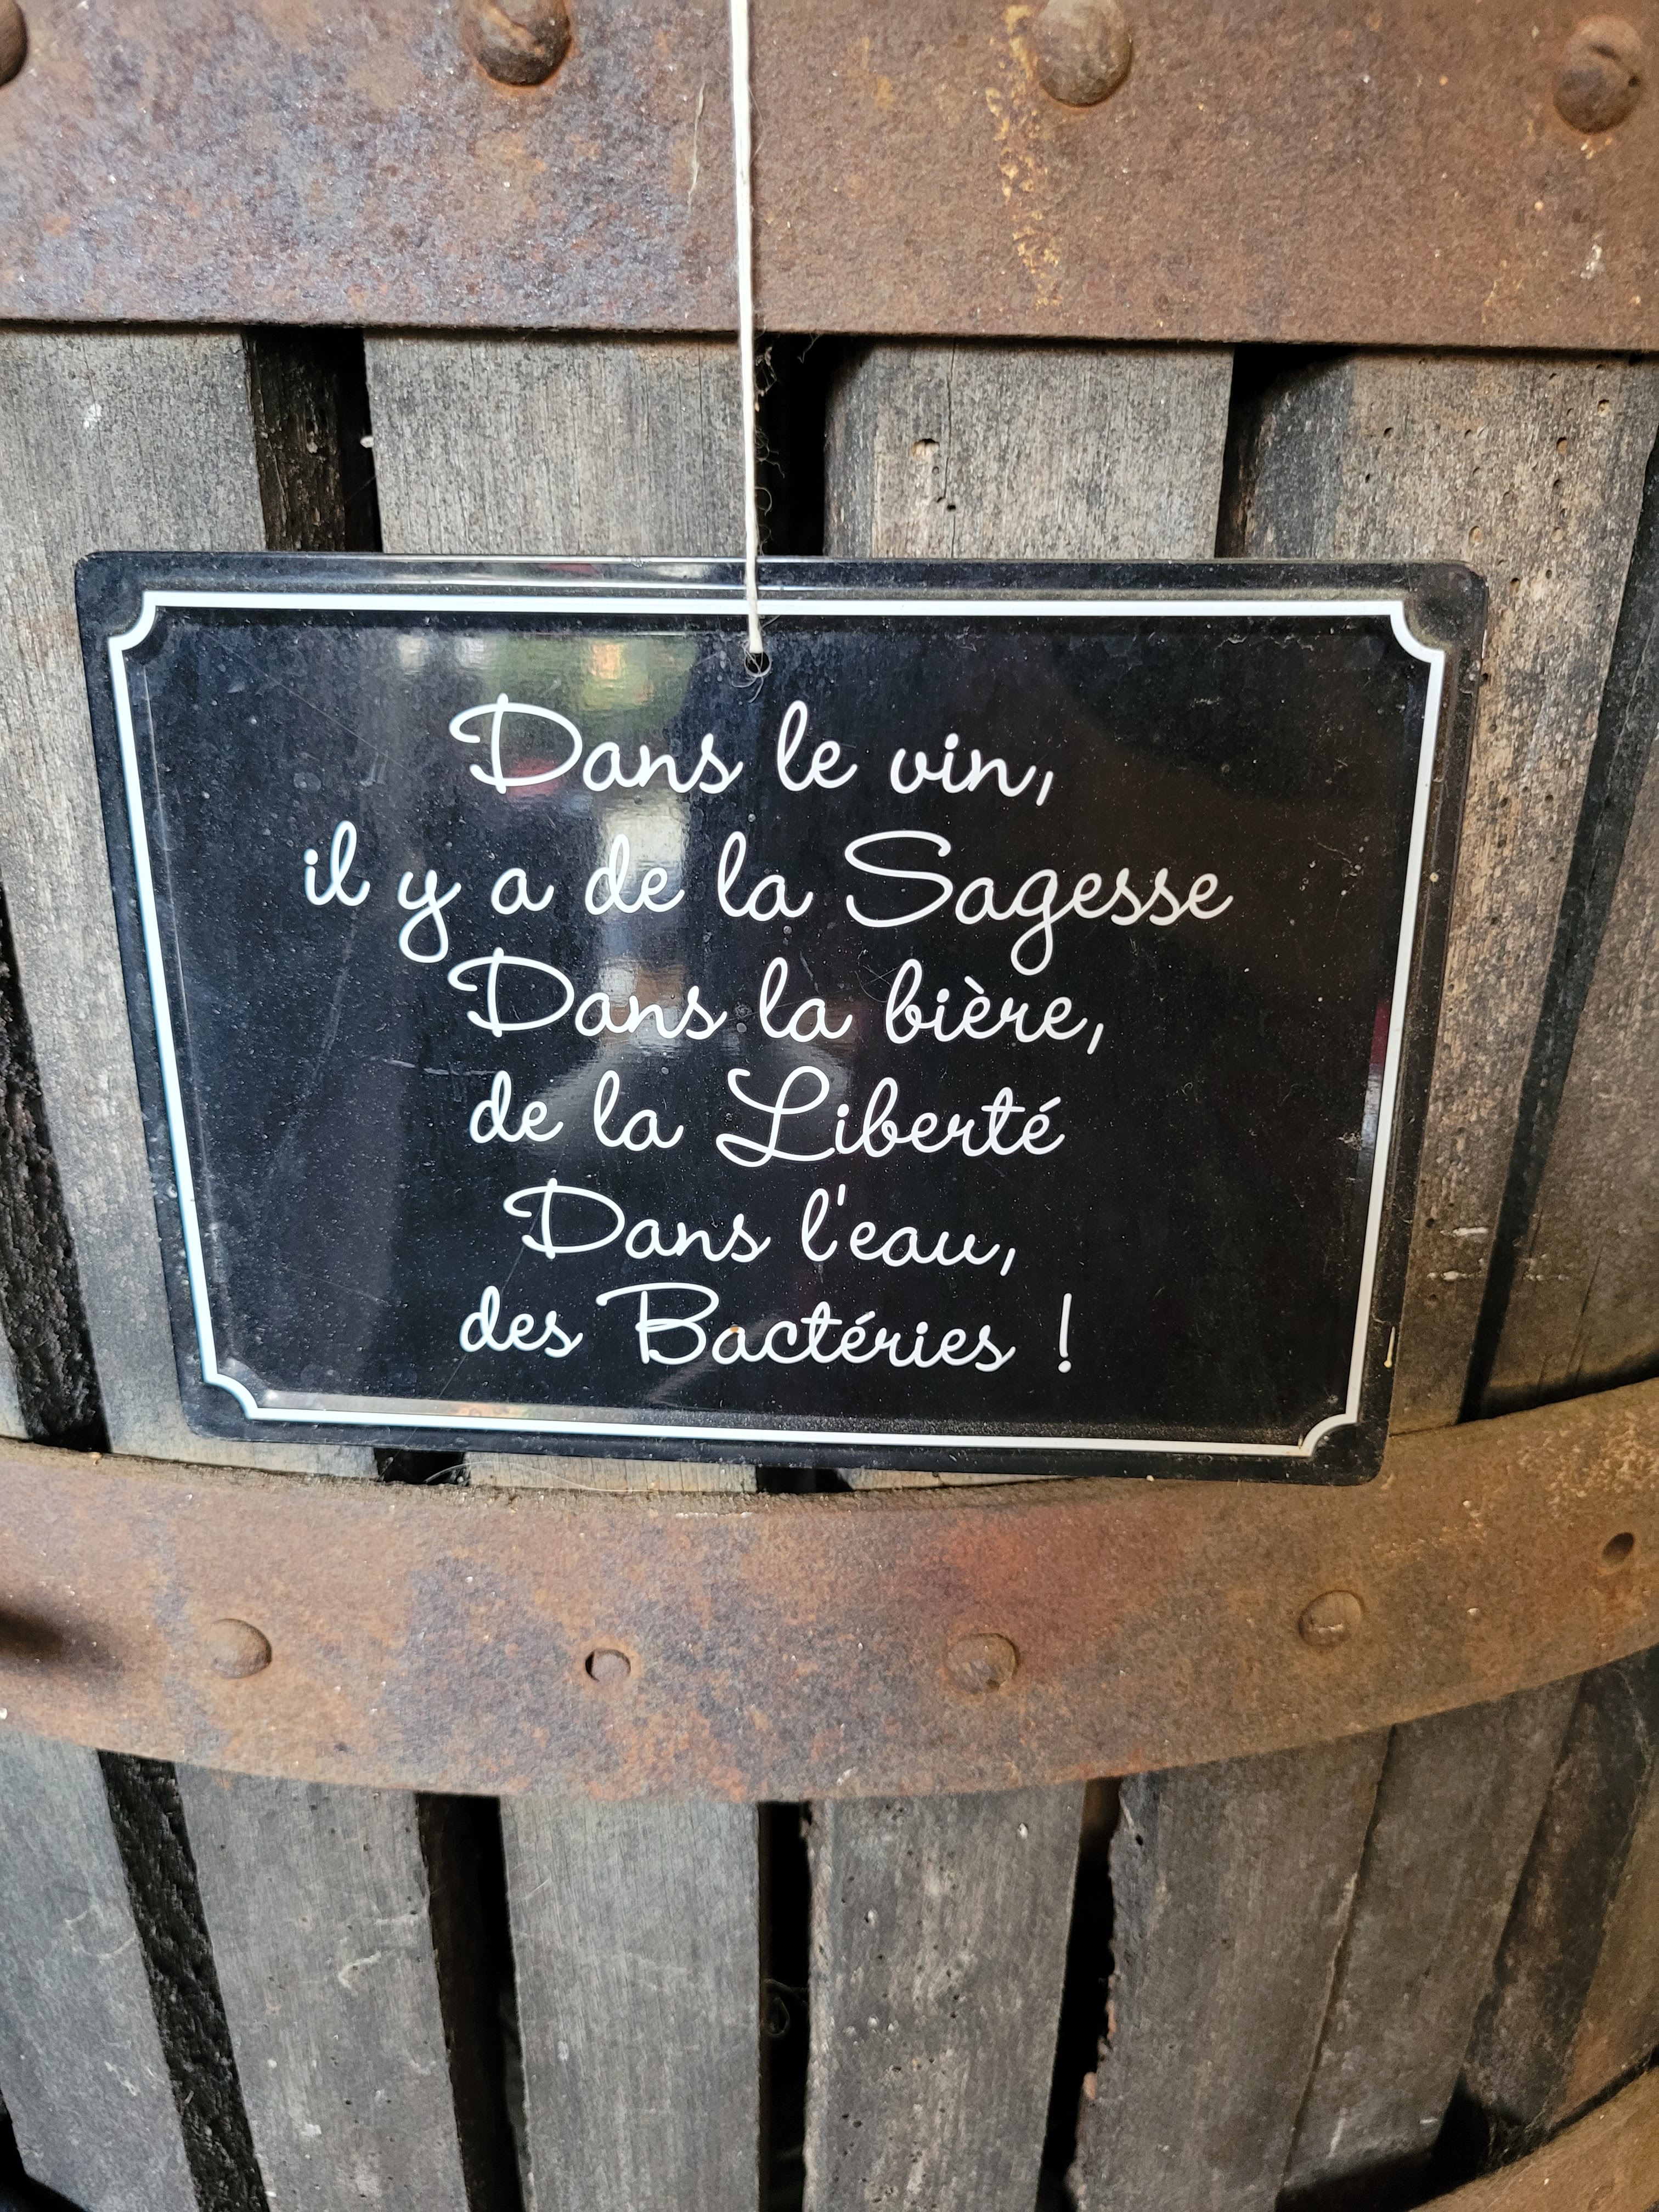 Dans le vin,
il y a de la Sagesse
Dans la bière,
de la Liberté
Dans l'eau,
des Bactéries !